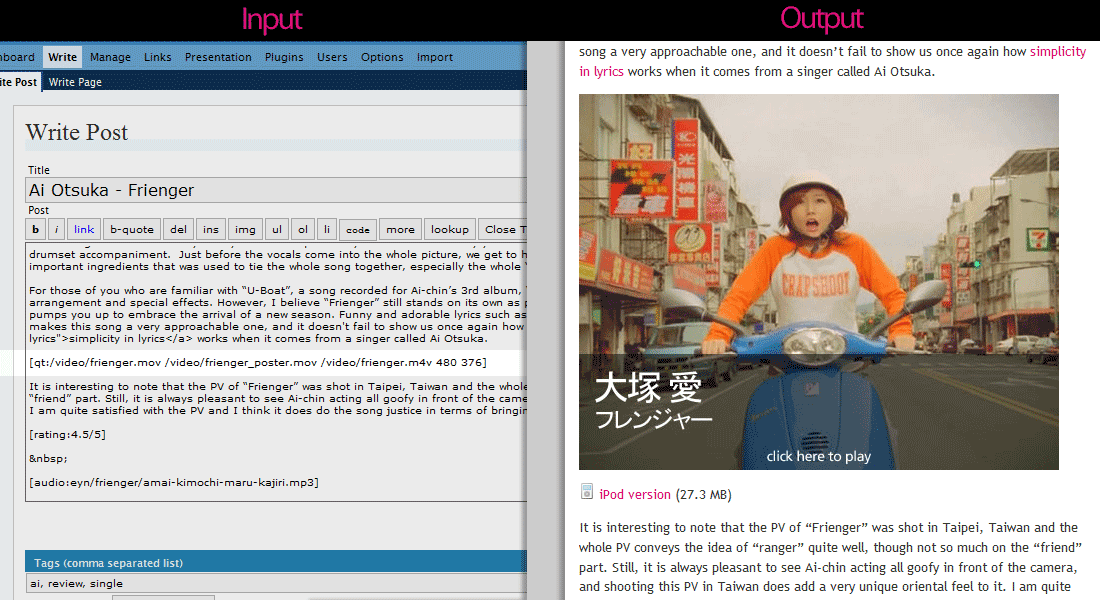 Input
Output
board Write Manage Links Presentation Plugins Users Options Import
ite Post Write Page
Write Post
Title
Ai Otsuka - Frienger
Post
b i link b-quote del ins img ul ol li code more lookup Close T
drumset accompaniment. Just before the vocals come into the whole picture, we get to h
important ingredients that was used to tie the whole song together, especially the whole
For those of you who are familiar with “U-Boat”, a song recorded for Ai-chin’s 3rd album,
arrangement and special effects. However, I believe “Frienger” still stands on its own as
pumps you up to embrace the arrival of a new season. Funny and adorable lyrics such as
makes this song a very approachable one, and it doesn't fail to show us once again how
lyrics">simplicity in lyrics</a> works when it comes from a singer called Ai Otsuka.
[qt:/video/frienger.mov /video/frienger_poster.mov /video/frienger.m4v 480 376]
It is interesting to note that the PV of “Frienger” was shot in Taipei, Taiwan and the whole
“friend” part. Still, it is always pleasant to see Ai-chin acting all goofy in front of the came
I am quite satisfied with the PV and I think it does do the song justice in terms of bringin
[rating:4.5/5]
&nbsp;
[audio:eyn/frienger/amai-kimochi-maru-kajiri.mp3]
Tags (comma separated list)
ai, review, single
song a very approachable one, and it doesn’t fail to show us once again how simplicity
in lyrics works when it comes from a singer called Ai Otsuka.
光陽機車
7
CRAPSHOOT
大塚 愛
フレンジャー
click here to play
iPod version (27.3 MB)
It is interesting to note that the PV of “Frienger” was shot in Taipei, Taiwan and the
whole PV conveys the idea of “ranger” quite well, though not so much on the “friend”
part. Still, it is always pleasant to see Ai-chin acting all goofy in front of the camera,
and shooting this PV in Taiwan does add a very unique oriental feel to it. I am quite